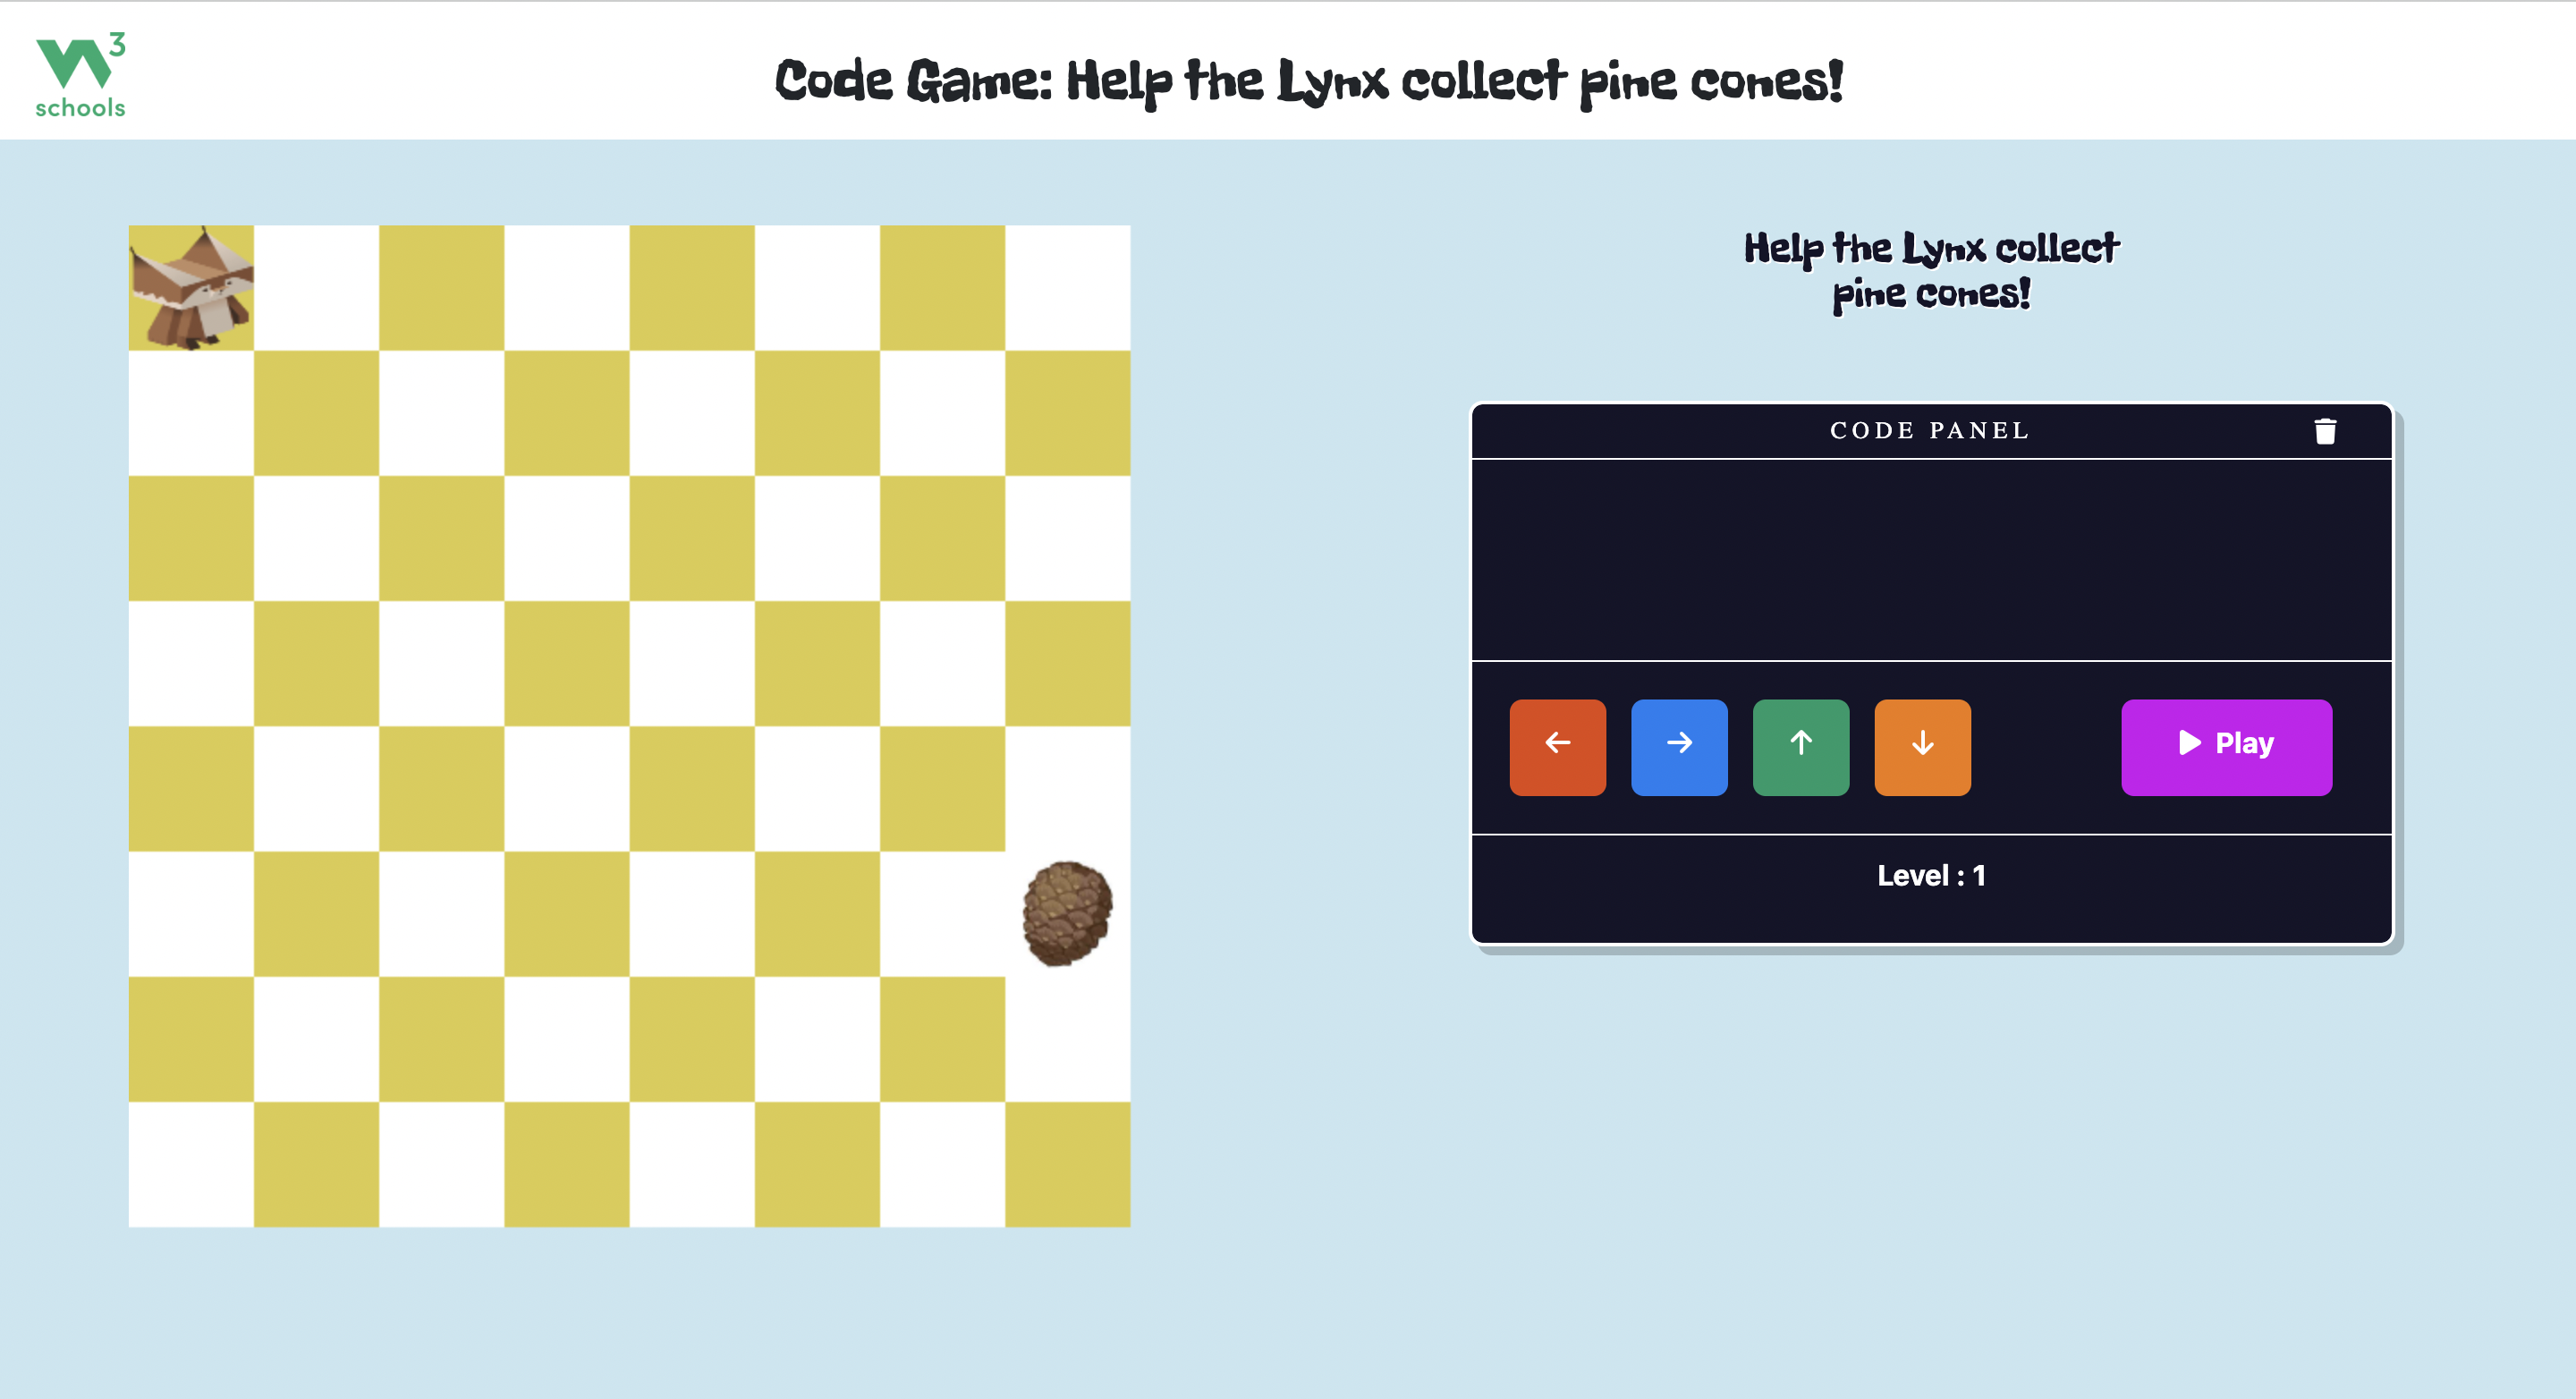 W3
schools
Code Game: Help the Lynx collect pine cones!
Help the Lynx collect
pine cones!
CODE PANEL
Play
Level : 1